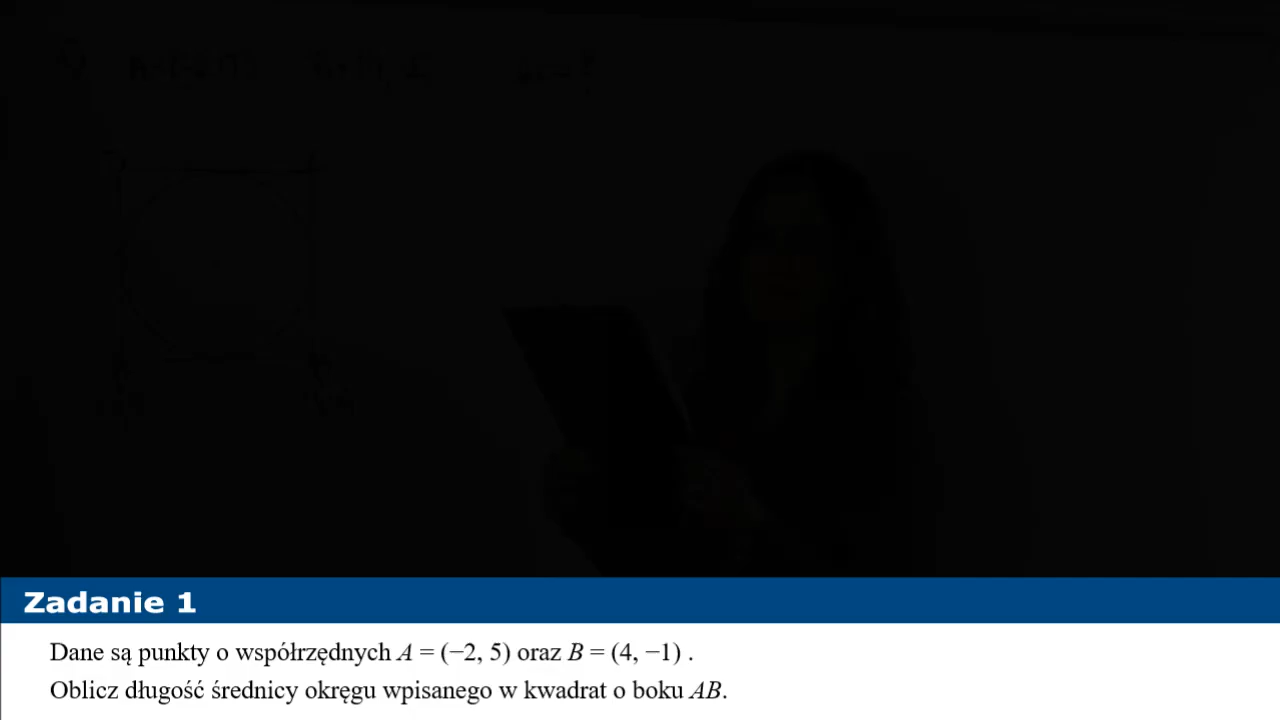 Zadanie 1
Dane są punkty o współrzędnych A = (−2, 5) oraz B = (4, −1) .
Oblicz długość średnicy okręgu wpisanego w kwadrat o boku AB.